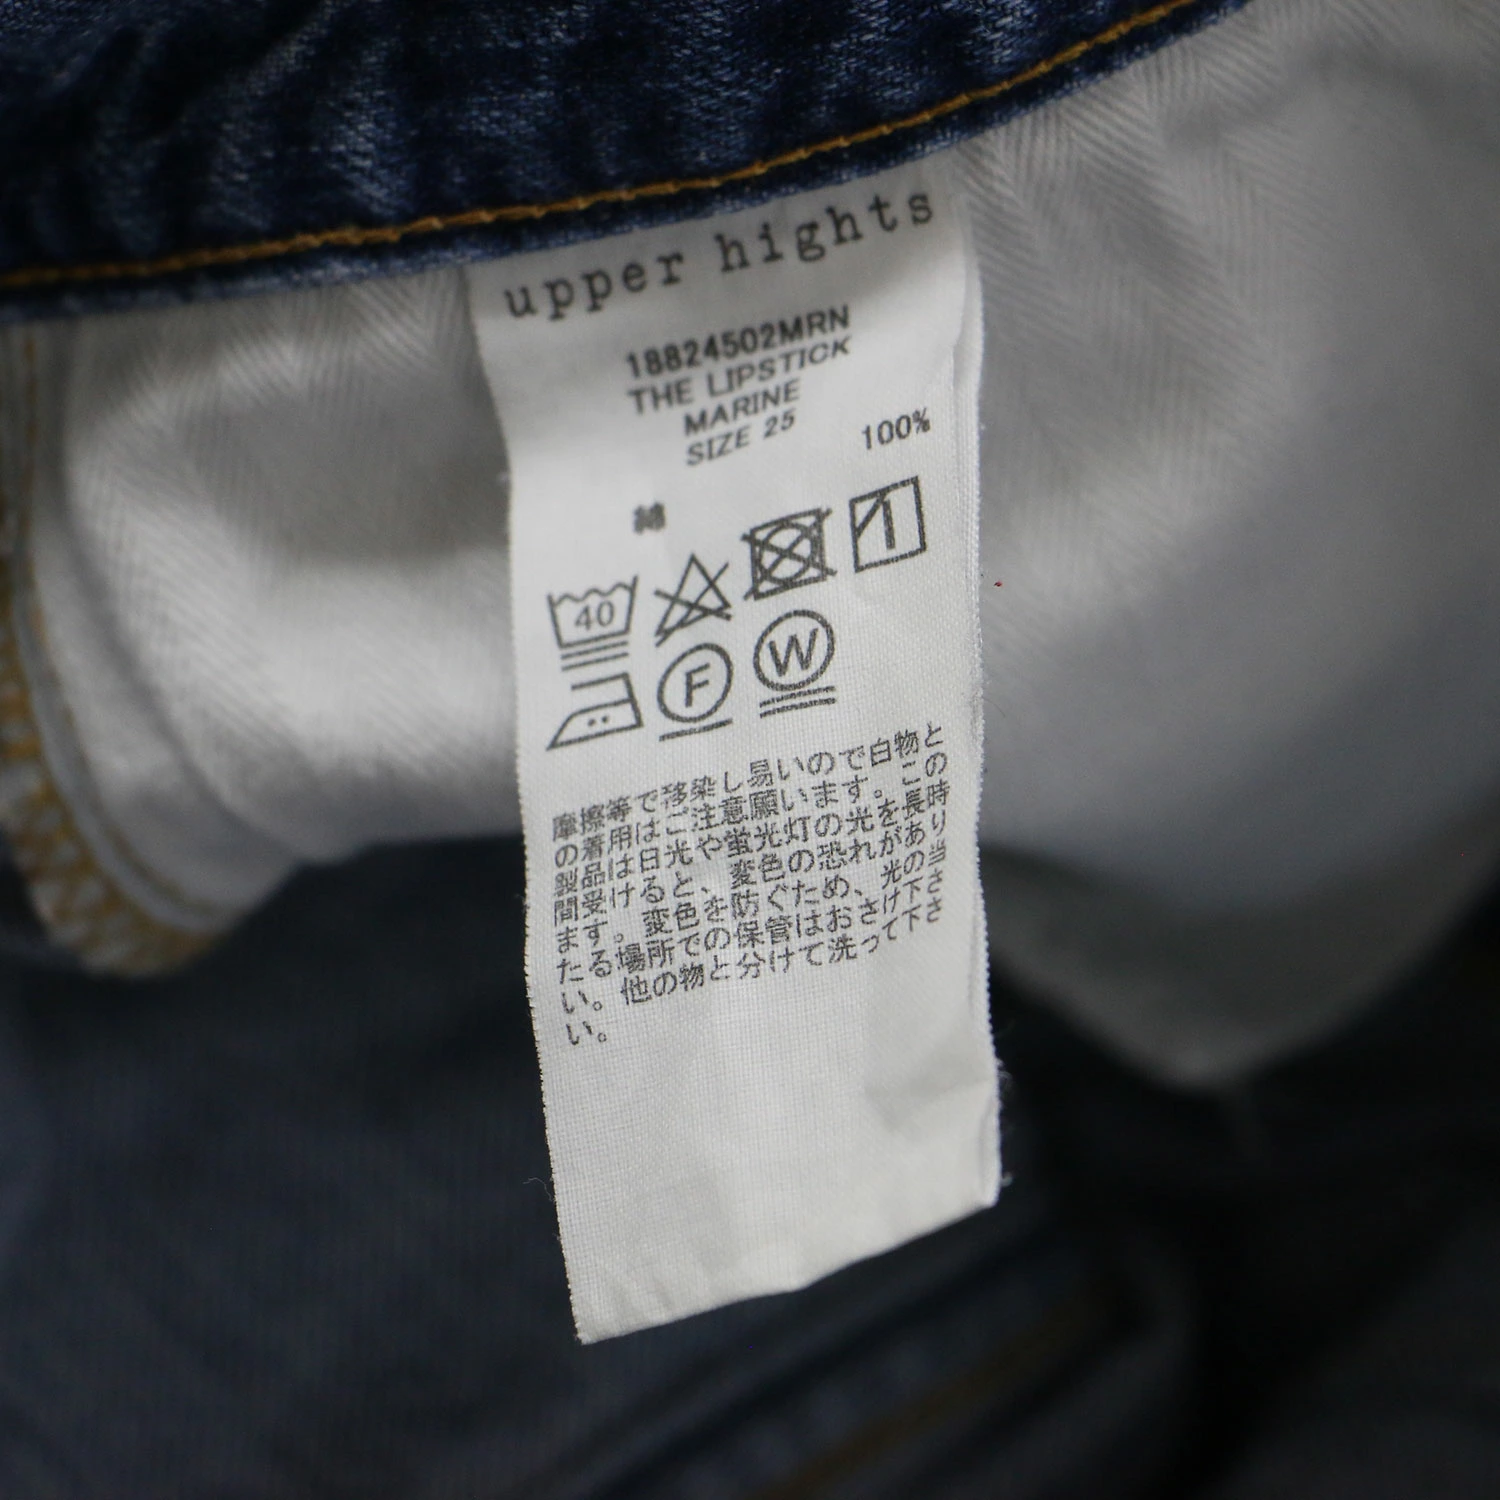 upper hights
18824502MRN
THE LIPSTICK
MARINE
SIZE 25
綿 100%
40
F W
摩擦等で移染し易いので白物と
の着用はご注意願います。この
製品は日光や蛍光灯の光を長時
間受けると、変色の恐れがあり
ます。変色を防ぐため、光の当
たる場所での保管はおさけ下さ
い。他の物と分けて洗って下さ
い。